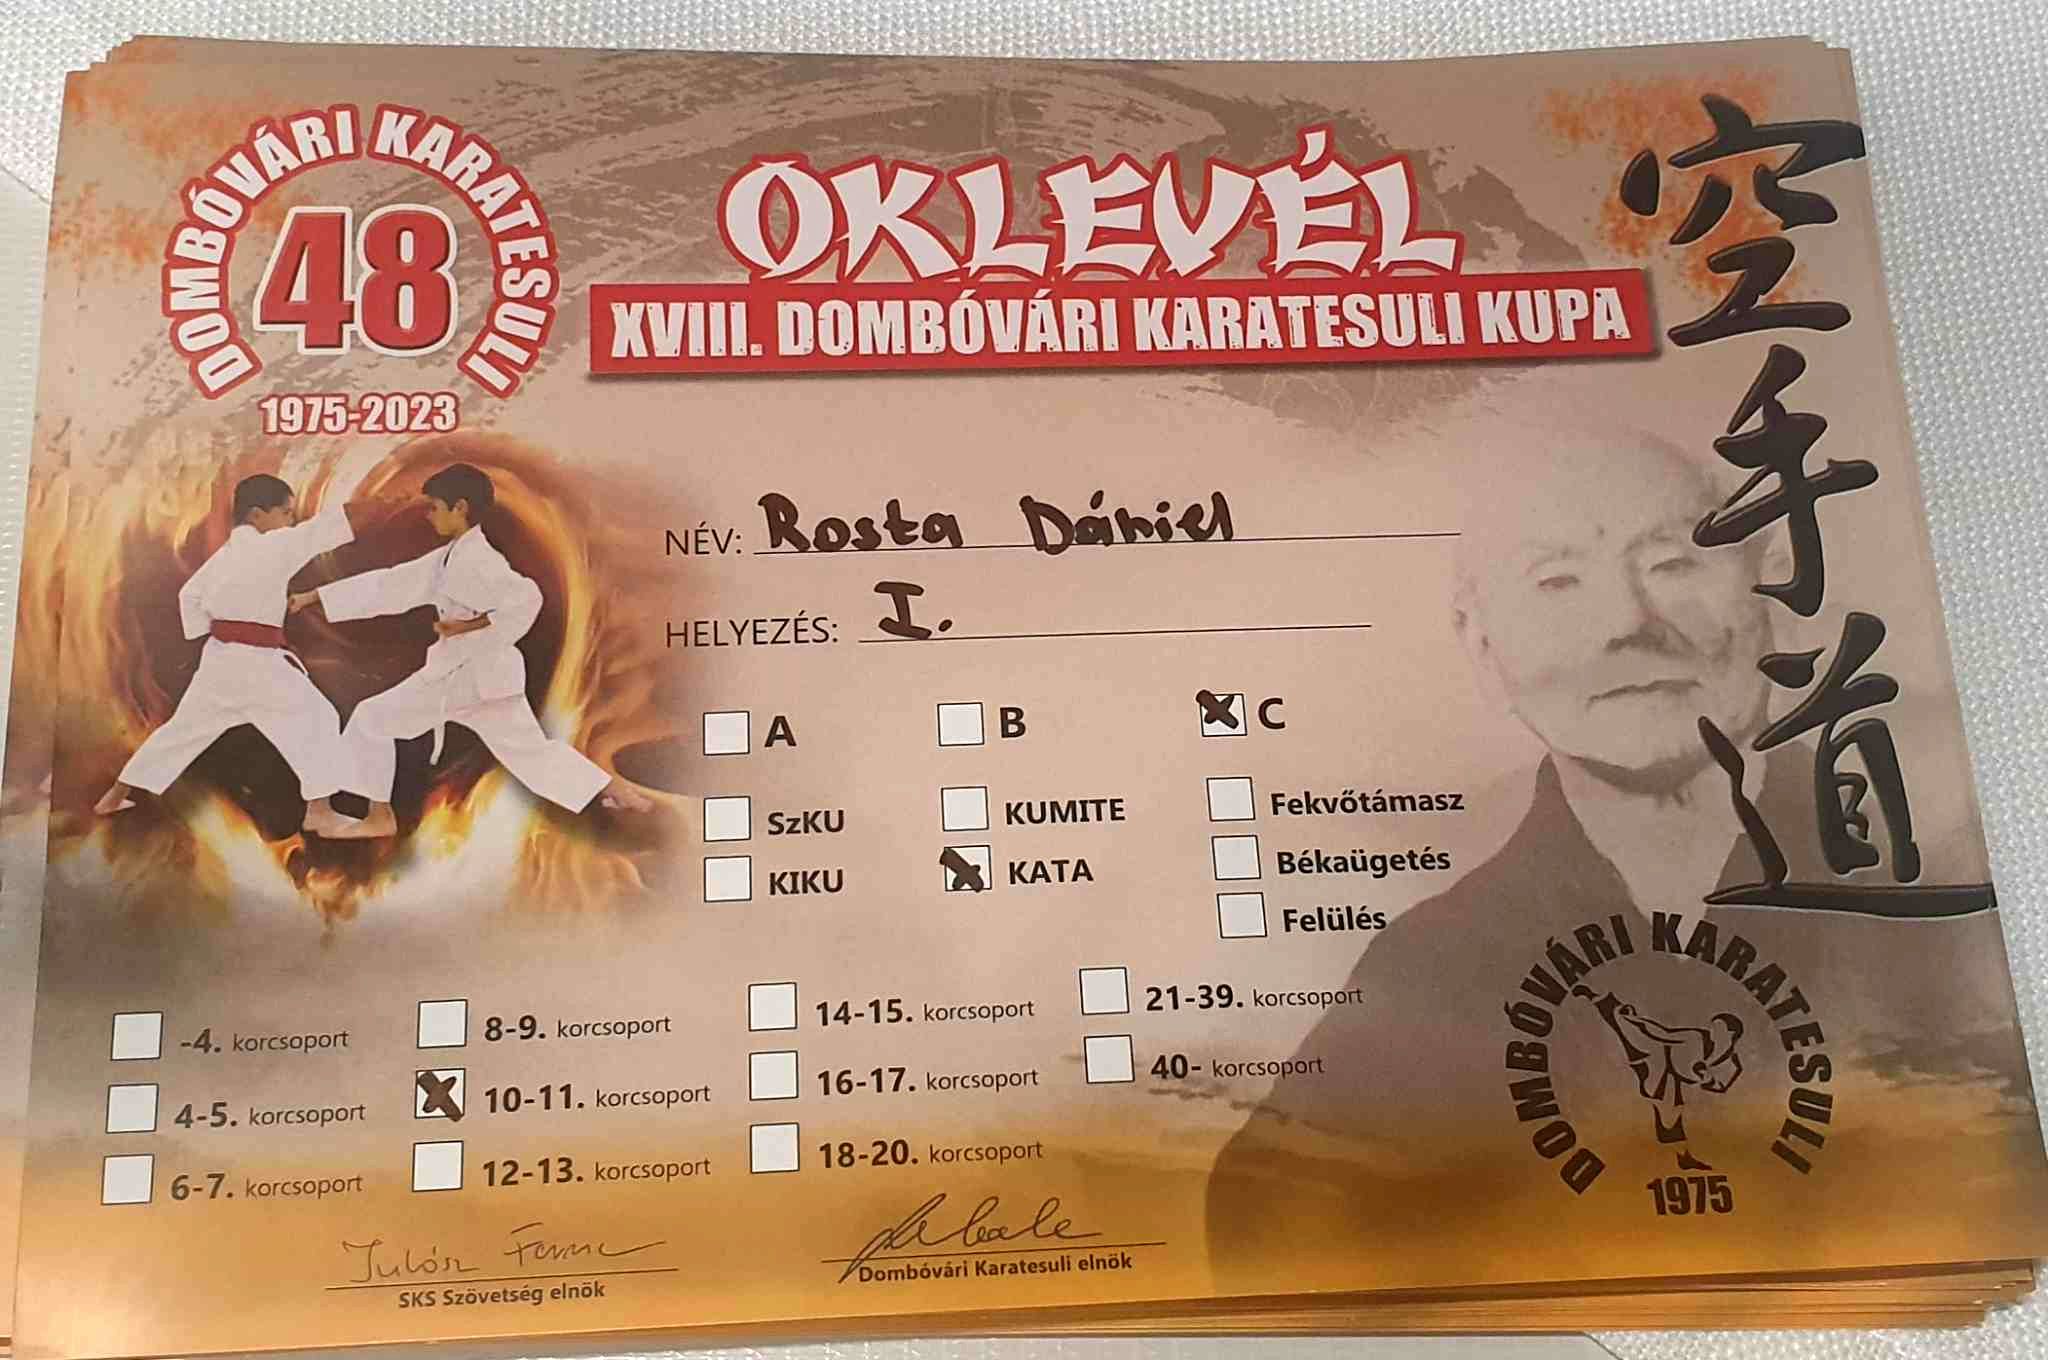 DOMBÓVÁRI KARATESULI
48
1975-2023
OKLEVÉL
XVIII. DOMBÓVÁRI KARATESULI KUPA
空手道
NÉV: Rosta Dániel
HELYEZÉS: I.
A
B
C
SzKU
KUMITE
Fekvőtámasz
KIKU
KATA
Békaügetés
Felülés
-4. korcsoport
8-9. korcsoport
14-15. korcsoport
21-39. korcsoport
4-5. korcsoport
10-11. korcsoport
16-17. korcsoport
40- korcsoport
6-7. korcsoport
12-13. korcsoport
18-20. korcsoport
SKS Szövetség elnök
Dombóvári Karatesuli elnök
DOMBÓVÁRI KARATESULI
1975